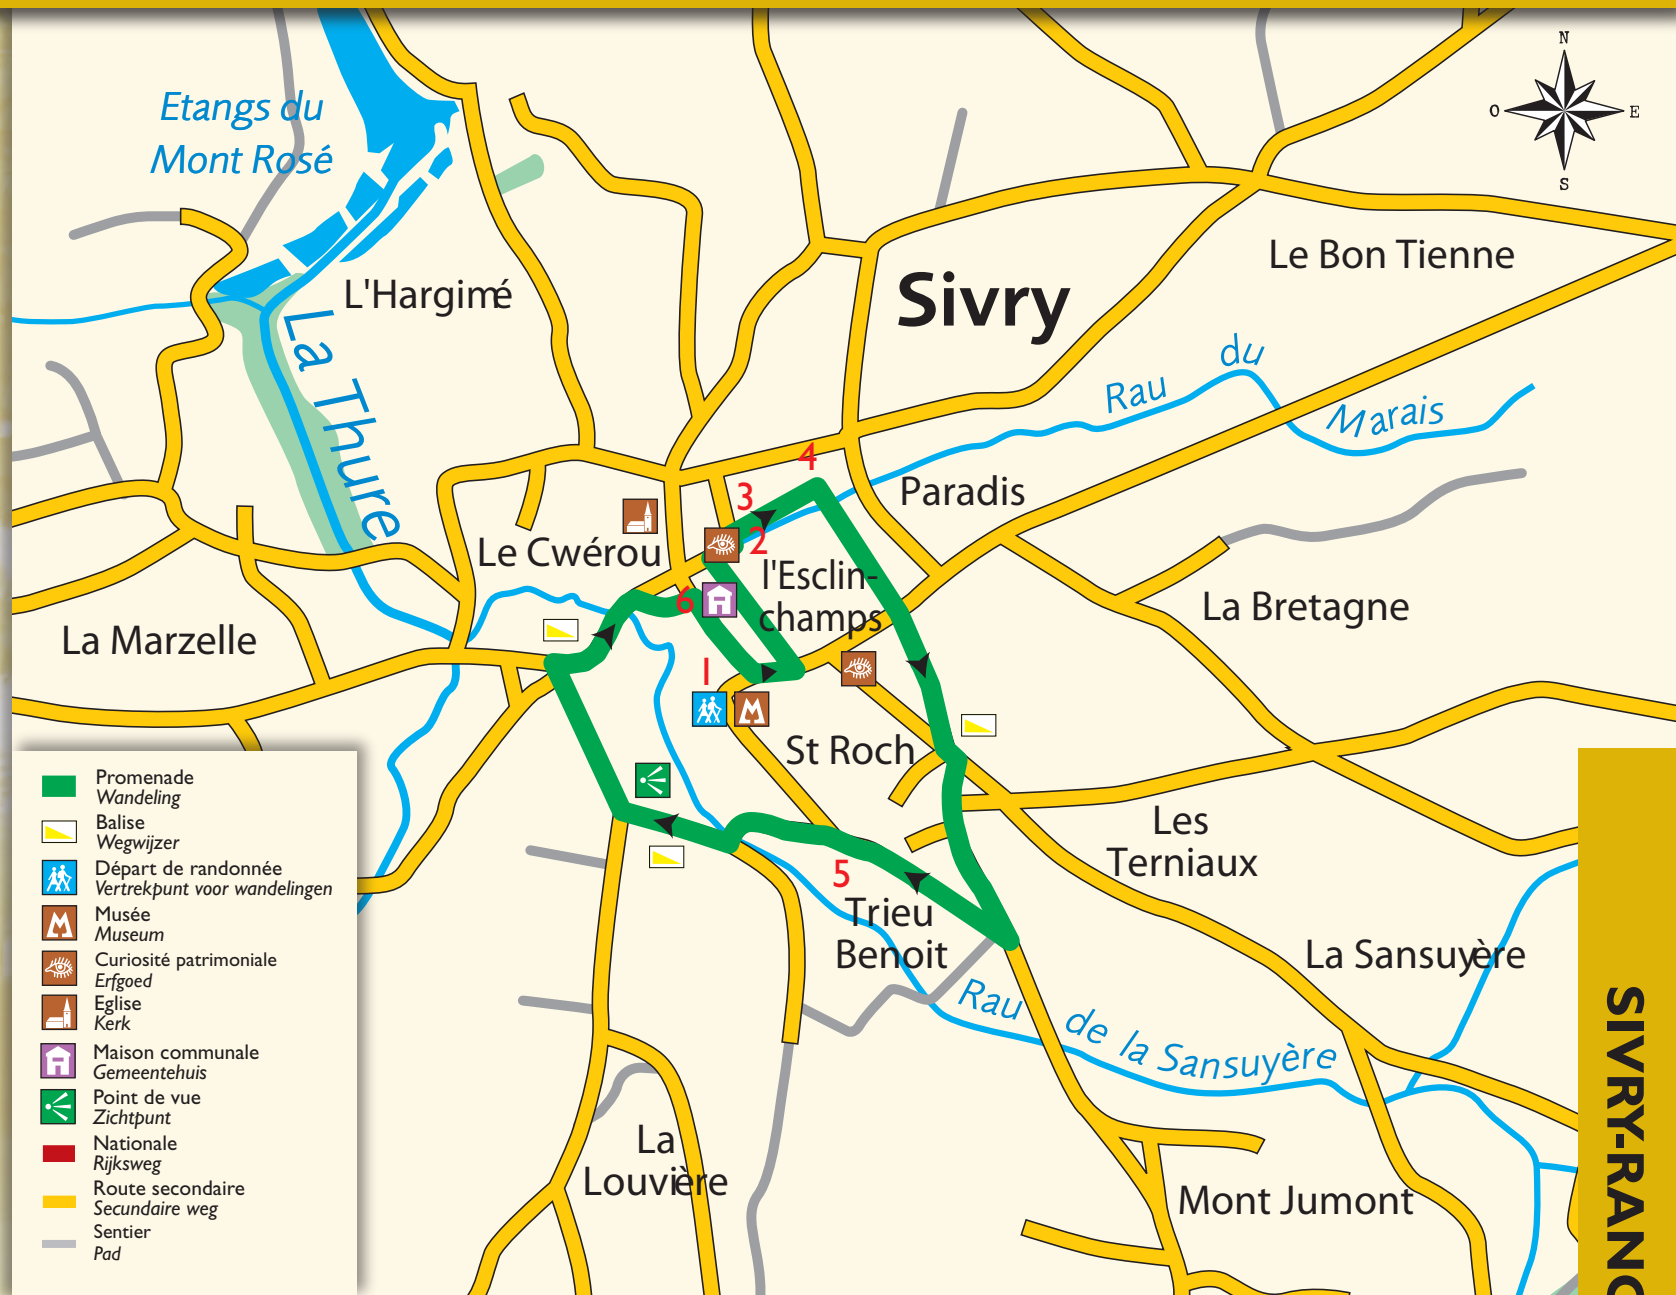 N
O
E
S
Etangs du
Mont Rosé
L'Hargimé
La Thure
Sivry
Le Bon Tienne
Rau du Marais
4
3
2
Paradis
Le Cwérou
l'Esclin-
champs
6
La Bretagne
La Marzelle
1
St Roch
Les
Terniaux
5
Trieu
Benoit
La Sansuyère
Rau de la Sansuyère
La
Louvière
Mont Jumont
Promenade
Wandeling
Balise
Wegwijzer
Départ de randonnée
Vertrekpunt voor wandelingen
Musée
Museum
Curiosité patrimoniale
Erfgoed
Eglise
Kerk
Maison communale
Gemeentehuis
Point de vue
Zichtpunt
Nationale
Rijksweg
Route secondaire
Secundaire weg
Sentier
Pad